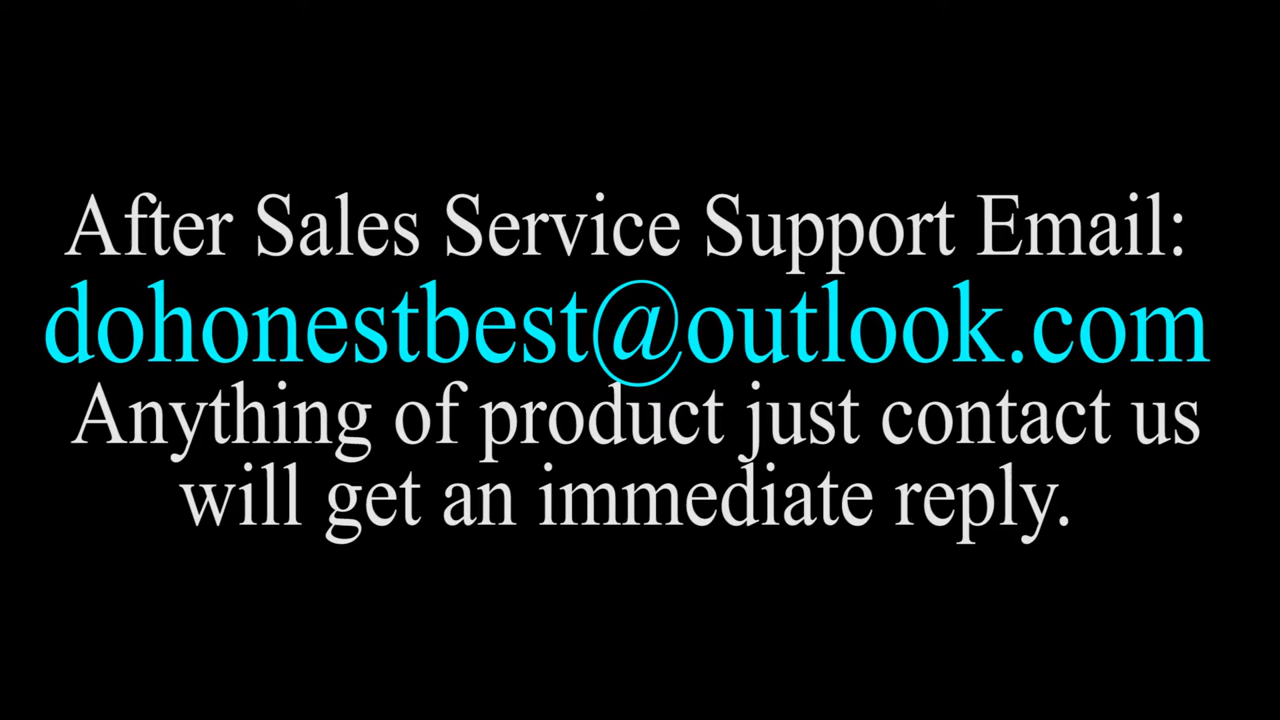 After Sales Service Support Email:
dohonestbest@outlook.com
Anything of product just contact us
will get an immediate reply.